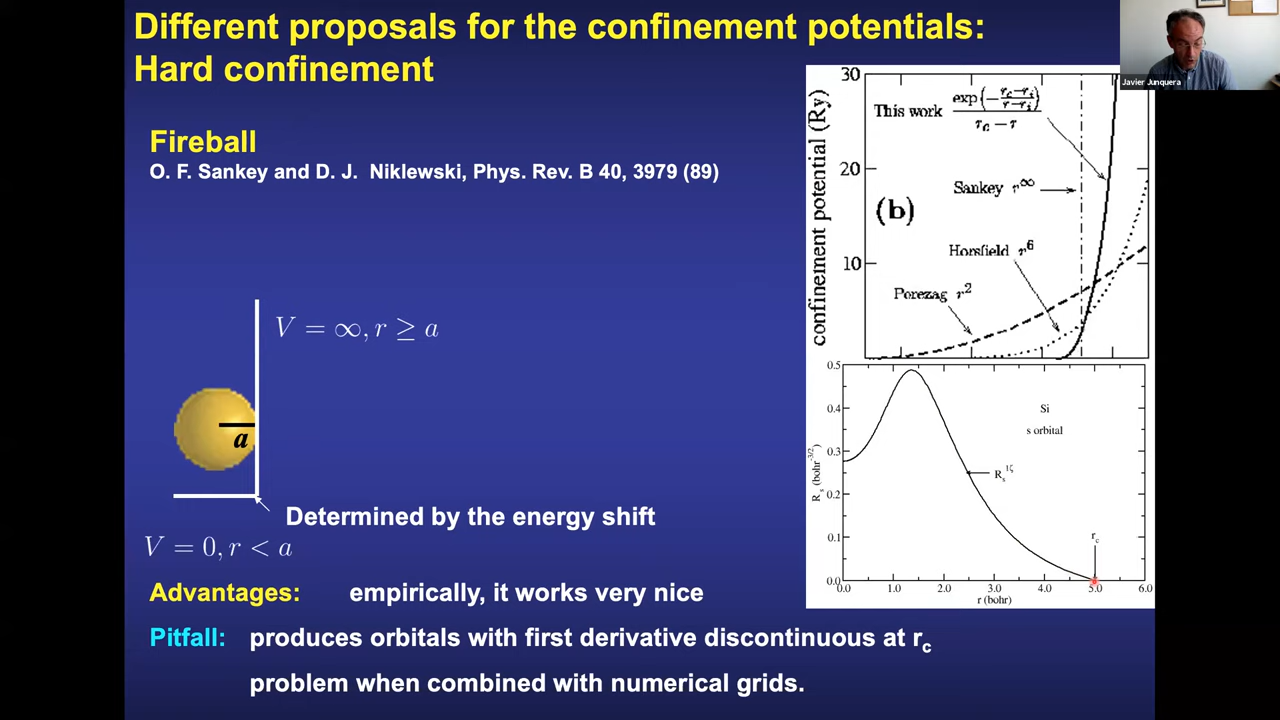 Different proposals for the confinement potentials:
Hard confinement
Javier Junquera
Fireball
O. F. Sankey and D. J. Niklewski, Phys. Rev. B 40, 3979 (89)
V = ∞, r ≥ a
a
Determined by the energy shift
V = 0, r < a
Advantages: empirically, it works very nice
Pitfall: produces orbitals with first derivative discontinuous at r_c
problem when combined with numerical grids.
confinement potential (Ry)
30
20
10
This work exp(-(r_c-r_i)/(r-r_i))/(r_c-r)
Sankey r^∞
(b)
Horsfield r^6
Porezag r^2
R_s (bohr^-3/2)
0.5
0.4
0.3
0.2
0.1
0.0
Si
s orbital
R_s^1ζ
r_c
0.0 1.0 2.0 3.0 4.0 5.0 6.0
r (bohr)